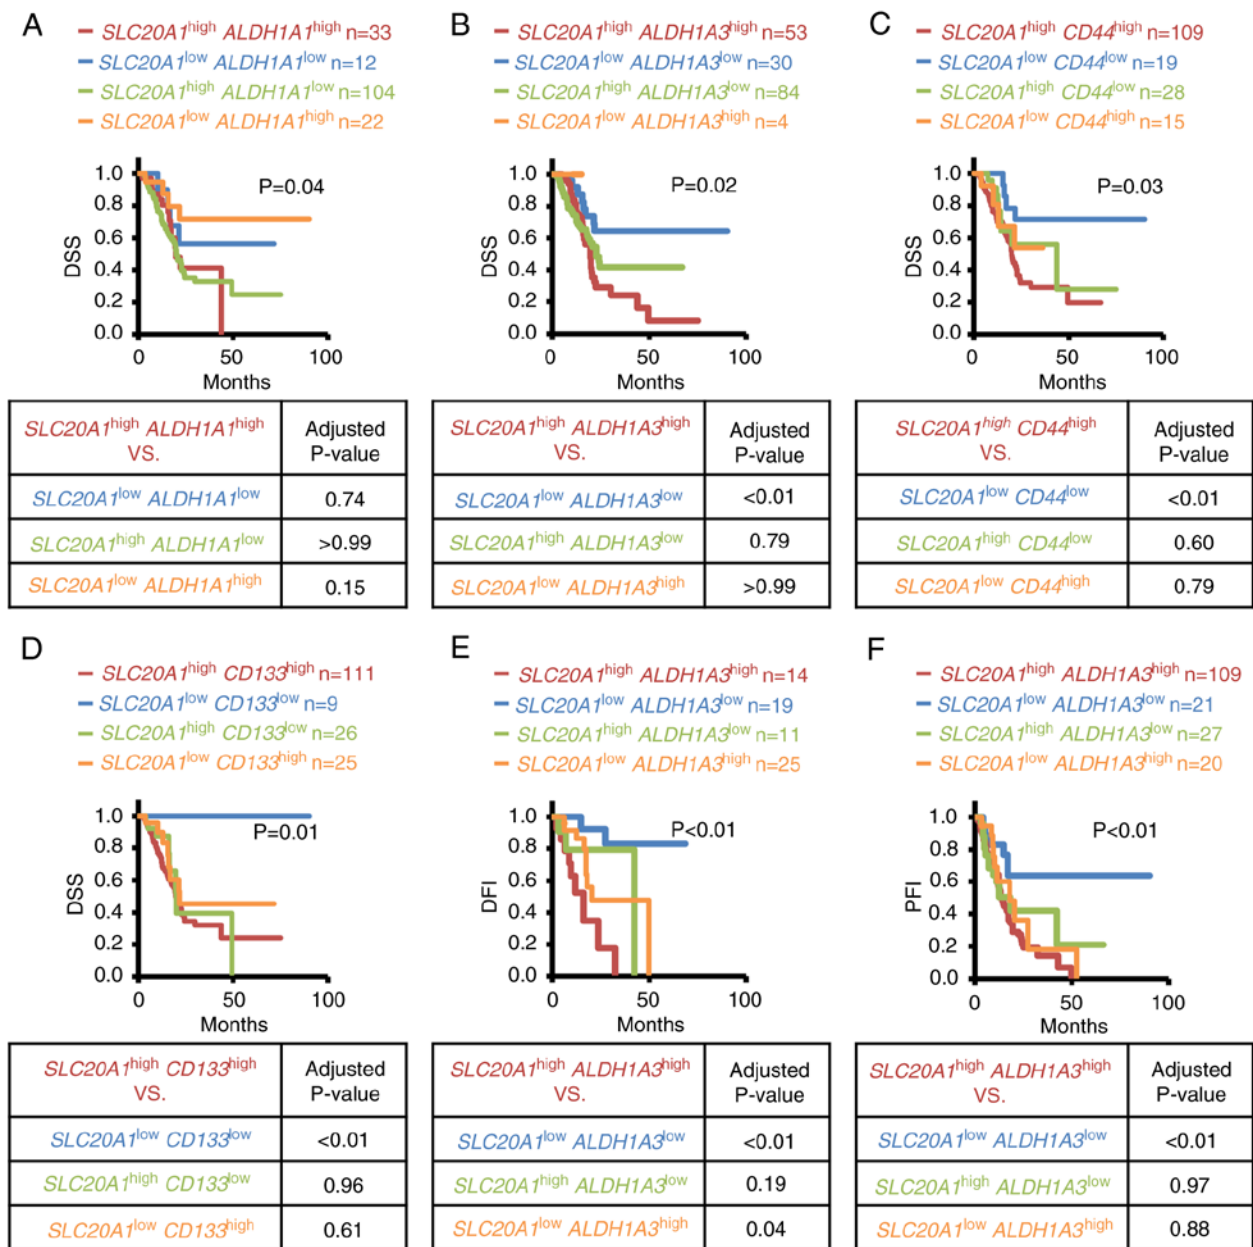 A
SLC20A1high ALDH1A1high n=33
SLC20A1low ALDH1A1low n=12
SLC20A1high ALDH1A1low n=104
SLC20A1low ALDH1A1high n=22
1.0
0.8
0.6
0.4
0.2
0.0
DSS
P=0.04
0 50 100
Months
SLC20A1high ALDH1A1high VS.
Adjusted P-value
SLC20A1low ALDH1A1low 0.74
SLC20A1high ALDH1A1low >0.99
SLC20A1low ALDH1A1high 0.15
B
SLC20A1high ALDH1A3high n=53
SLC20A1low ALDH1A3low n=30
SLC20A1high ALDH1A3low n=84
SLC20A1low ALDH1A3high n=4
1.0
0.8
0.6
0.4
0.2
0.0
DSS
P=0.02
0 50 100
Months
SLC20A1high ALDH1A3high VS.
Adjusted P-value
SLC20A1low ALDH1A3low <0.01
SLC20A1high ALDH1A3low 0.79
SLC20A1low ALDH1A3high >0.99
C
SLC20A1high CD44high n=109
SLC20A1low CD44low n=19
SLC20A1high CD44low n=28
SLC20A1low CD44high n=15
1.0
0.8
0.6
0.4
0.2
0.0
DSS
P=0.03
0 50 100
Months
SLC20A1high CD44high VS.
Adjusted P-value
SLC20A1low CD44low <0.01
SLC20A1high CD44low 0.60
SLC20A1low CD44high 0.79
D
SLC20A1high CD133high n=111
SLC20A1low CD133low n=9
SLC20A1high CD133low n=26
SLC20A1low CD133high n=25
1.0
0.8
0.6
0.4
0.2
0.0
DSS
P=0.01
0 50 100
Months
SLC20A1high CD133high VS.
Adjusted P-value
SLC20A1low CD133low <0.01
SLC20A1high CD133low 0.96
SLC20A1low CD133high 0.61
E
SLC20A1high ALDH1A3high n=14
SLC20A1low ALDH1A3low n=19
SLC20A1high ALDH1A3low n=11
SLC20A1low ALDH1A3high n=25
1.0
0.8
0.6
0.4
0.2
0.0
DFI
P<0.01
0 50 100
Months
SLC20A1high ALDH1A3high VS.
Adjusted P-value
SLC20A1low ALDH1A3low <0.01
SLC20A1high ALDH1A3low 0.19
SLC20A1low ALDH1A3high 0.04
F
SLC20A1high ALDH1A3high n=109
SLC20A1low ALDH1A3low n=21
SLC20A1high ALDH1A3low n=27
SLC20A1low ALDH1A3high n=20
1.0
0.8
0.6
0.4
0.2
0.0
PFI
P<0.01
0 50 100
Months
SLC20A1high ALDH1A3high VS.
Adjusted P-value
SLC20A1low ALDH1A3low <0.01
SLC20A1high ALDH1A3low 0.97
SLC20A1low ALDH1A3high 0.88